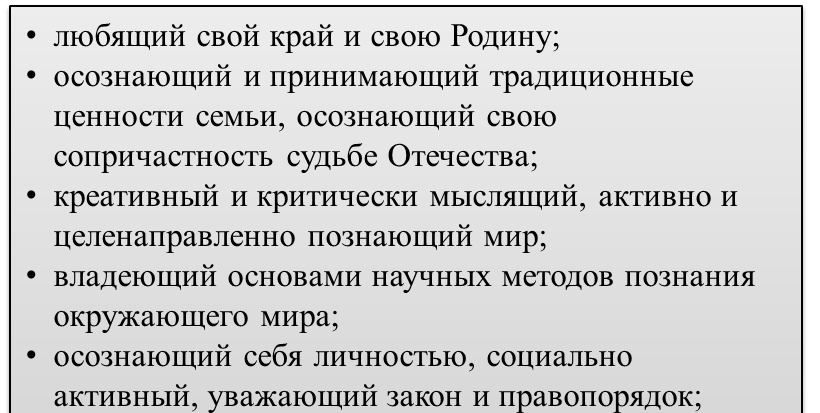 • любящий свой край и свою Родину;
• осознающий и принимающий традиционные
ценности семьи, осознающий свою
сопричастность судьбе Отечества;
• креативный и критически мыслящий, активно и
целенаправленно познающий мир;
• владеющий основами научных методов познания
окружающего мира;
• осознающий себя личностью, социально
активный, уважающий закон и правопорядок;